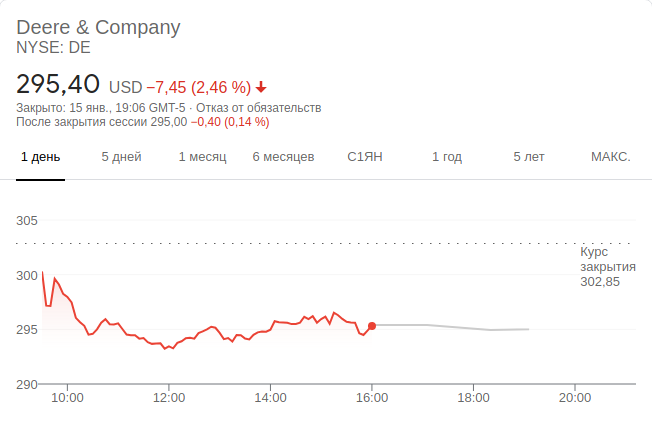 Deere & Company
NYSE: DE
295,40 USD −7,45 (2,46 %)
Закрыто: 15 янв., 19:06 GMT-5 · Отказ от обязательств
После закрытия сессии 295,00 −0,40 (0,14 %)
1 день 5 дней 1 месяц 6 месяцев С1ЯН 1 год 5 лет МАКС.
305
Курс
закрытия
302,85
300
295
290
10:00 12:00 14:00 16:00 18:00 20:00